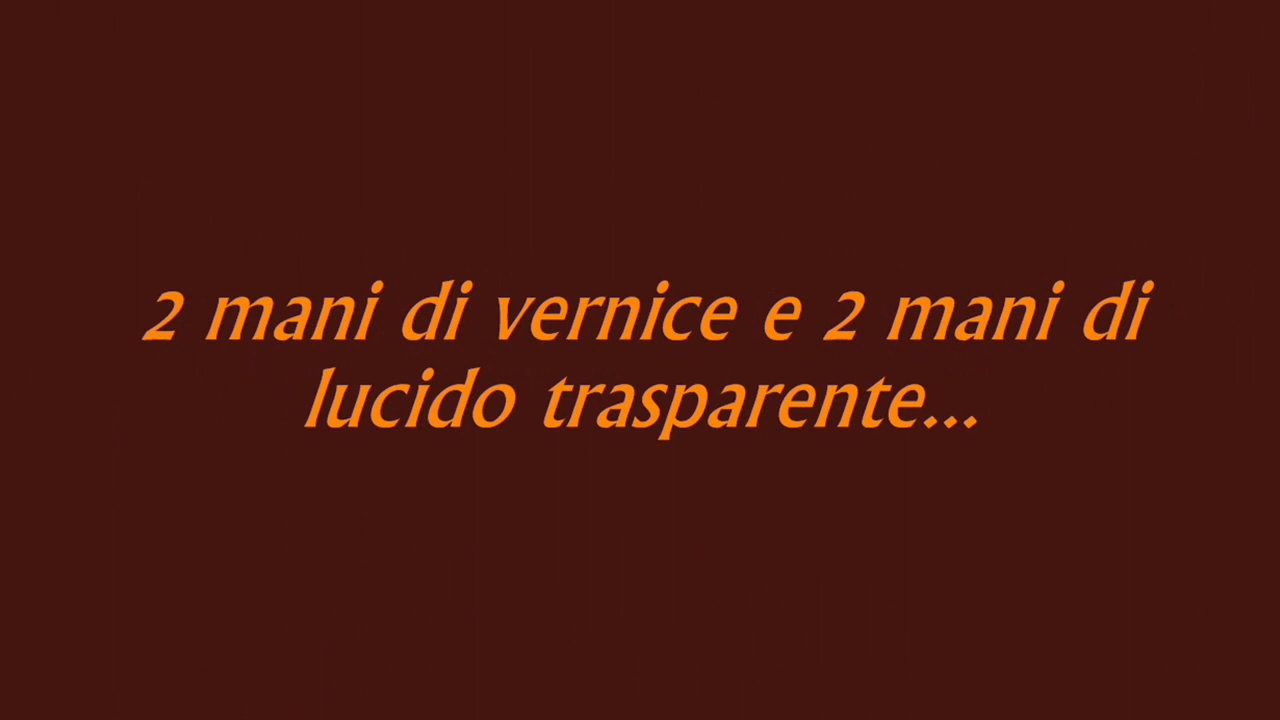 2 mani di vernice e 2 mani di
lucido trasparente...